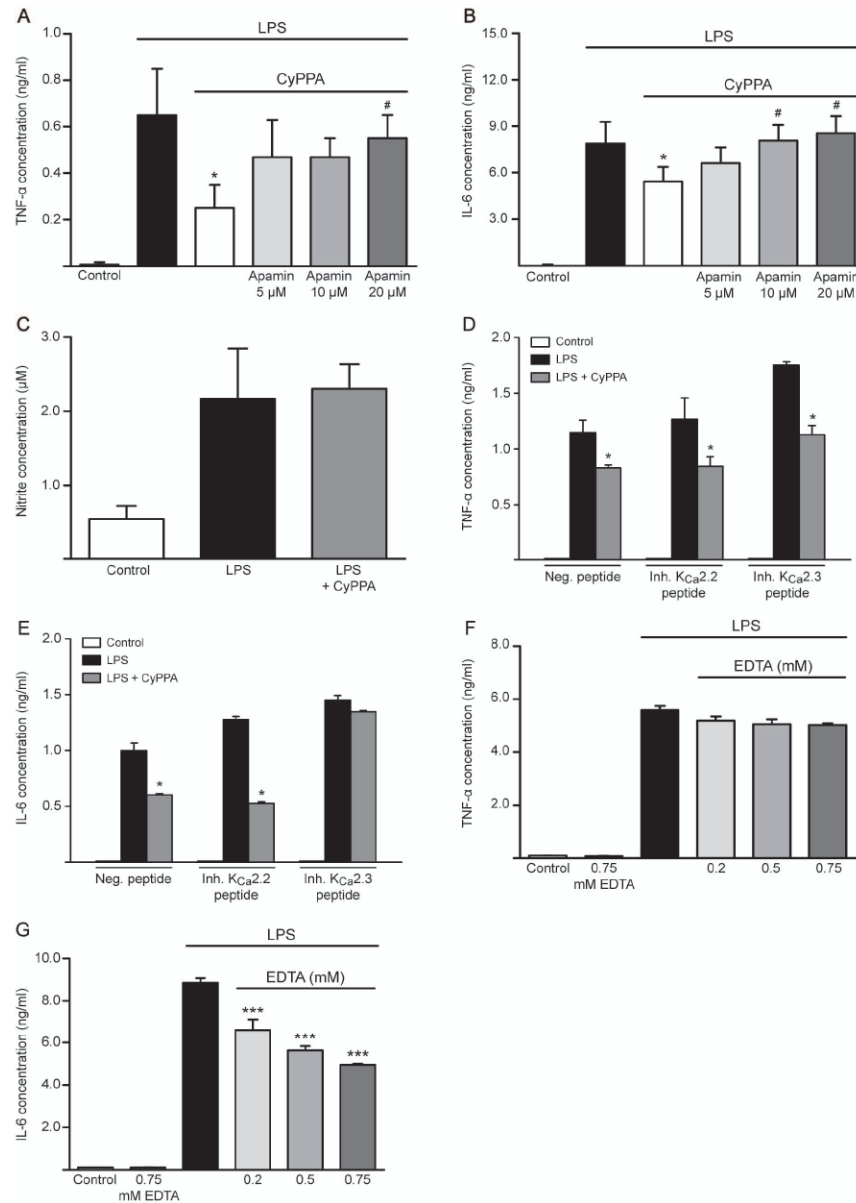 A
LPS
CyPPA
TNF-α concentration (ng/ml)
1.0
0.8
0.6
0.4
0.2
*
#
Control
Apamin 5 μM
Apamin 10 μM
Apamin 20 μM
B
LPS
CyPPA
IL-6 concentration (ng/ml)
15.0
12.0
9.0
6.0
3.0
*
#
#
Control
Apamin 5 μM
Apamin 10 μM
Apamin 20 μM
C
Nitrite concentration (μM)
3.0
2.0
1.0
Control
LPS
LPS + CyPPA
D
Control
LPS
LPS + CyPPA
TNF-α concentration (ng/ml)
2.0
1.5
1.0
0.5
*
*
*
Neg. peptide
Inh. KCa2.2 peptide
Inh. KCa2.3 peptide
E
Control
LPS
LPS + CyPPA
IL-6 concentration (ng/ml)
2.0
1.5
1.0
0.5
*
*
Neg. peptide
Inh. KCa2.2 peptide
Inh. KCa2.3 peptide
F
LPS
EDTA (mM)
TNF-α concentration (ng/ml)
8.0
6.0
4.0
2.0
Control
0.75 mM EDTA
0.2
0.5
0.75
G
LPS
EDTA (mM)
IL-6 concentration (ng/ml)
10.0
8.0
6.0
4.0
2.0
***
***
***
Control
0.75 mM EDTA
0.2
0.5
0.75